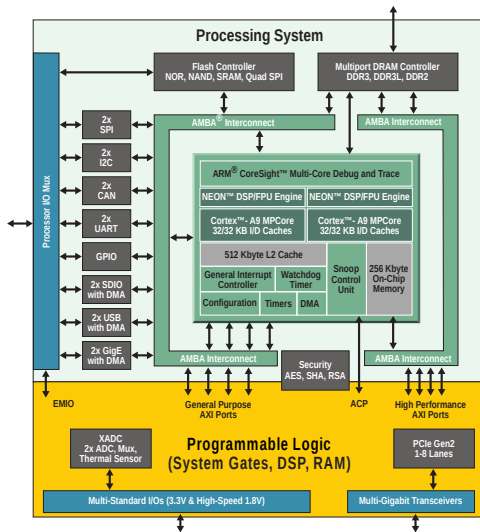 Processing System
Flash Controller
NOR, NAND, SRAM, Quad SPI
Multiport DRAM Controller
DDR3, DDR3L, DDR2
Processor I/O Mux
2x
SPI
2x
I2C
2x
CAN
2x
UART
GPIO
2x SDIO
with DMA
2x USB
with DMA
2x GigE
with DMA
AMBA® Interconnect
AMBA Interconnect
ARM® CoreSight™ Multi-Core Debug and Trace
NEON™ DSP/FPU Engine
NEON™ DSP/FPU Engine
Cortex™- A9 MPCore
32/32 KB I/D Caches
Cortex™- A9 MPCore
32/32 KB I/D Caches
512 Kbyte L2 Cache
General Interrupt
Controller
Watchdog
Timer
Configuration
Timers
DMA
Snoop
Control
Unit
256 Kbyte
On-Chip
Memory
AMBA Interconnect
Security
AES, SHA, RSA
AMBA Interconnect
EMIO
General Purpose
AXI Ports
ACP
High Performance
AXI Ports
XADC
2x ADC, Mux,
Thermal Sensor
Programmable Logic
(System Gates, DSP, RAM)
PCIe Gen2
1-8 Lanes
Multi-Standard I/Os (3.3V & High-Speed 1.8V)
Multi-Gigabit Transceivers